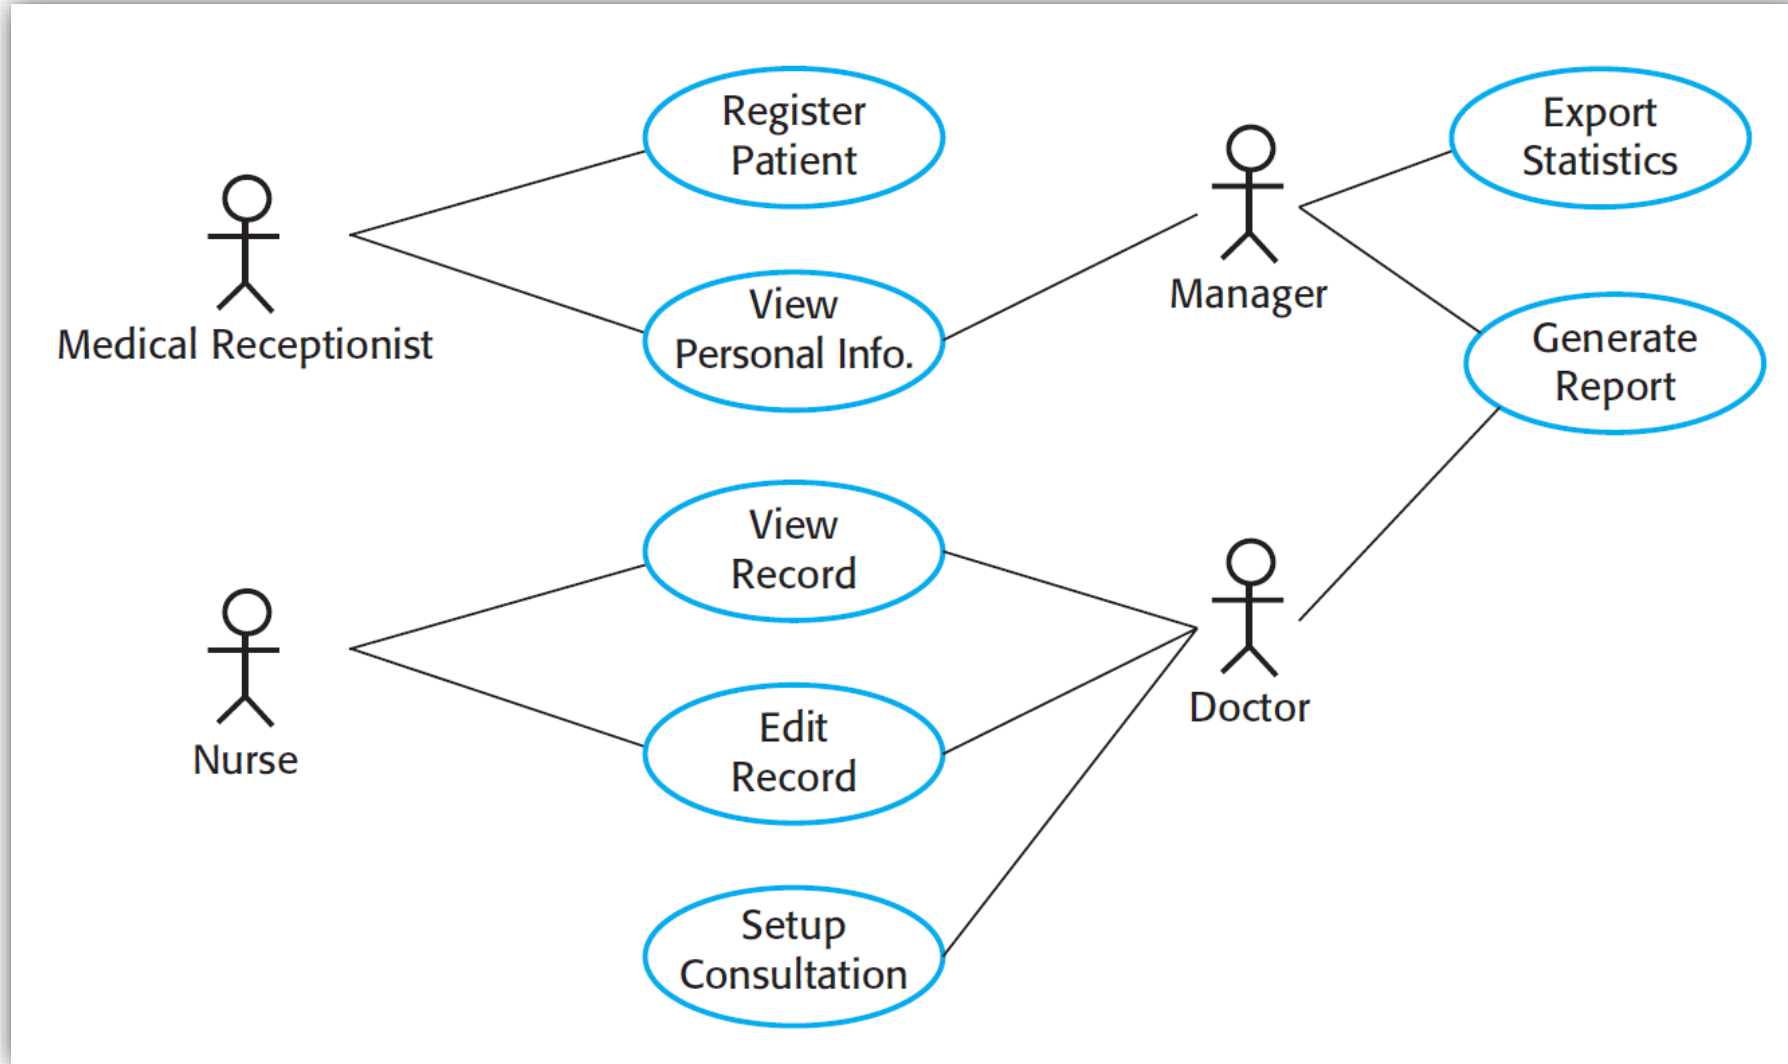 Register
Patient
Export
Statistics
Medical Receptionist
View
Personal Info.
Manager
Generate
Report
View
Record
Nurse
Edit
Record
Doctor
Setup
Consultation